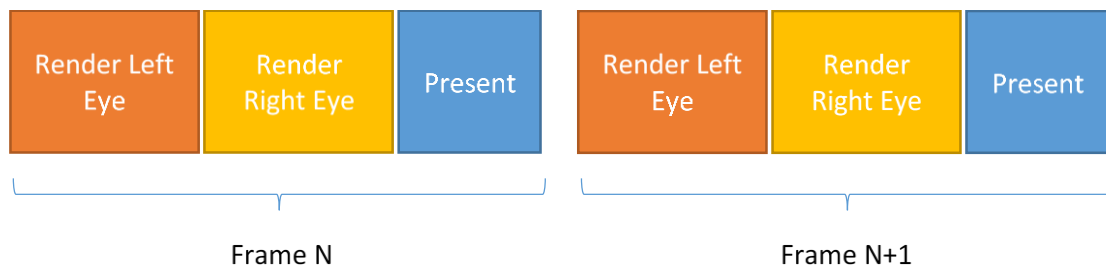 Render Left
Eye
Render
Right Eye
Present
Render Left
Eye
Render
Right Eye
Present
Frame N
Frame N+1